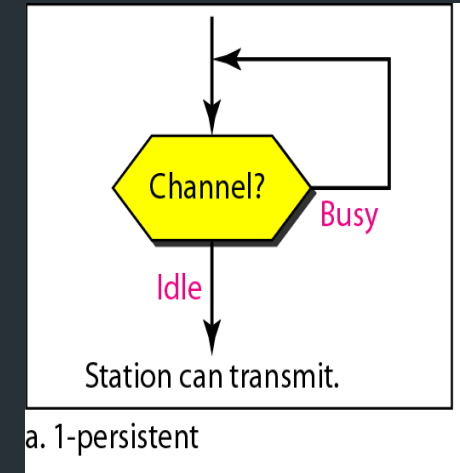 Channel?
Busy
Idle
Station can transmit.
a. 1-persistent